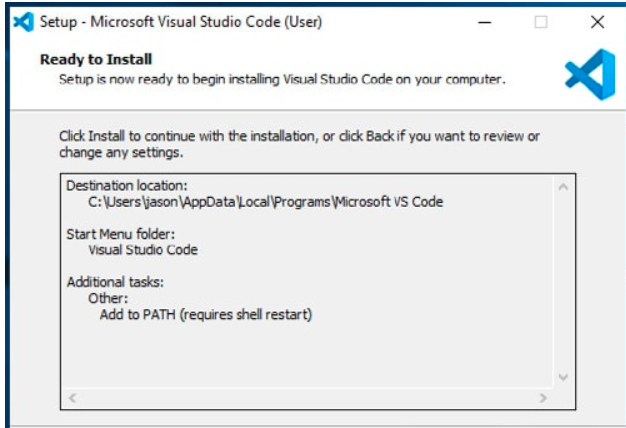 Setup - Microsoft Visual Studio Code (User)
Ready to Install
Setup is now ready to begin installing Visual Studio Code on your computer.
Click Install to continue with the installation, or click Back if you want to review or
change any settings.
Destination location:
C:\Users\jason\AppData\Local\Programs\Microsoft VS Code
Start Menu folder:
Visual Studio Code
Additional tasks:
Other:
Add to PATH (requires shell restart)